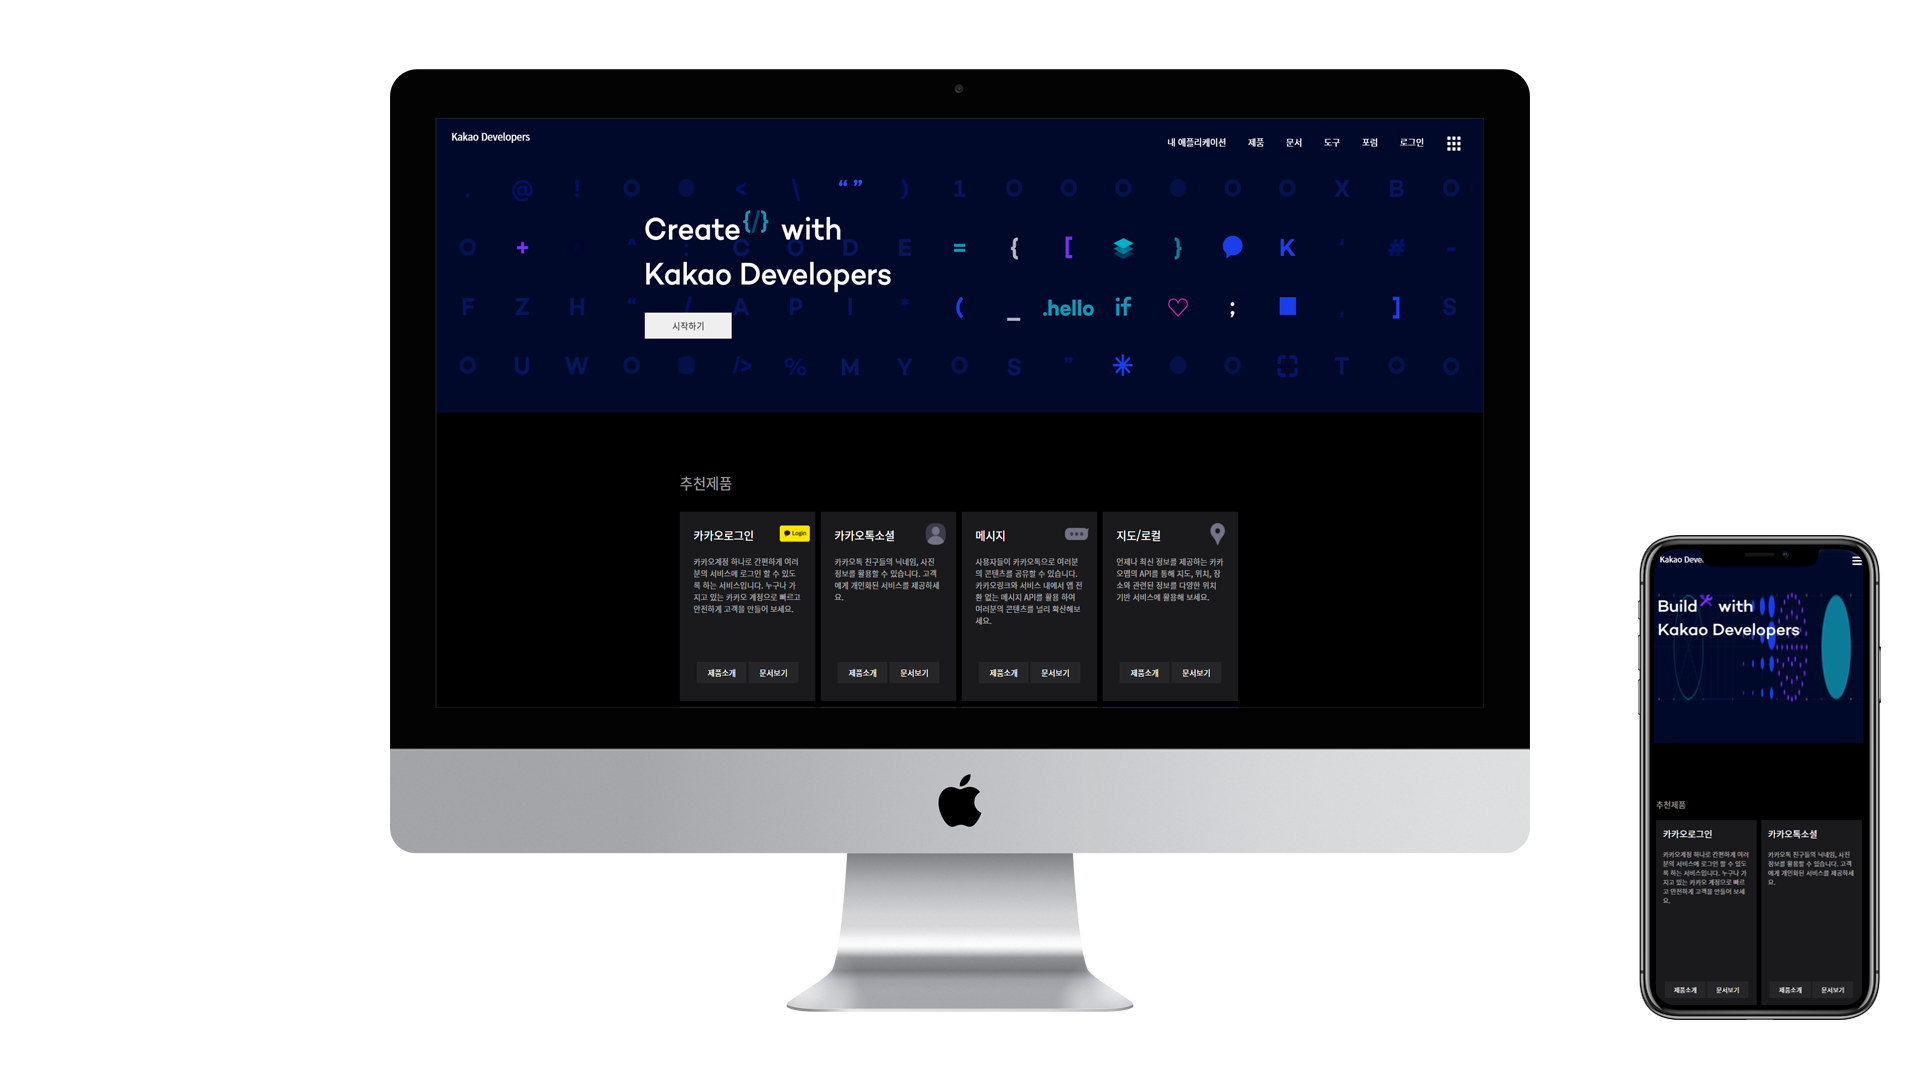 Kakao Developers
내 애플리케이션 제품 문서 도구 포럼 로그인
. @ ! O < \ “ ” ) 1 O O O O O X B O
Create {/} with
O + ^ : C O D E = { [ } K ‘ # -
Kakao Developers
F Z H “ / A P I * ( _ .hello if ♡ ; , ] S
시작하기
O U W O /> % M Y O S ” * O T O O
추천제품
카카오로그인
Login
카카오계정 하나로 간편하게 여러
분의 서비스에 로그인 할 수 있도
록 하는 서비스입니다. 누구나 가
지고 있는 카카오 계정으로 빠르고
안전하게 고객을 만들어 보세요.
제품소개 문서보기
카카오톡소셜
카카오톡 친구들의 닉네임, 사진
정보를 활용할 수 있습니다. 고객
에게 개인화된 서비스를 제공하세
요.
제품소개 문서보기
메시지
사용자들이 카카오톡으로 여러분
의 콘텐츠를 공유할 수 있습니다.
카카오링크와 서비스 내에서 앱 전
환 없는 메시지 API를 활용 하여
여러분의 콘텐츠를 널리 확산해보
세요.
제품소개 문서보기
지도/로컬
언제나 최신 정보를 제공하는 카카
오맵의 API를 통해 지도, 위치, 장
소와 관련된 정보를 다양한 위치
기반 서비스에 활용해 보세요.
제품소개 문서보기
Kakao Deve
Build with
Kakao Developers
추천제품
카카오로그인
카카오계정 하나로 간편하게 여러
분의 서비스에 로그인 할 수 있도
록 하는 서비스입니다. 누구나 가
지고 있는 카카오 계정으로 빠르
고 안전하게 고객을 만들어 보세
요.
제품소개 문서보기
카카오톡소셜
카카오톡 친구들의 닉네임, 사진
정보를 활용할 수 있습니다. 고객
에게 개인화된 서비스를 제공하세
요.
제품소개 문서보기